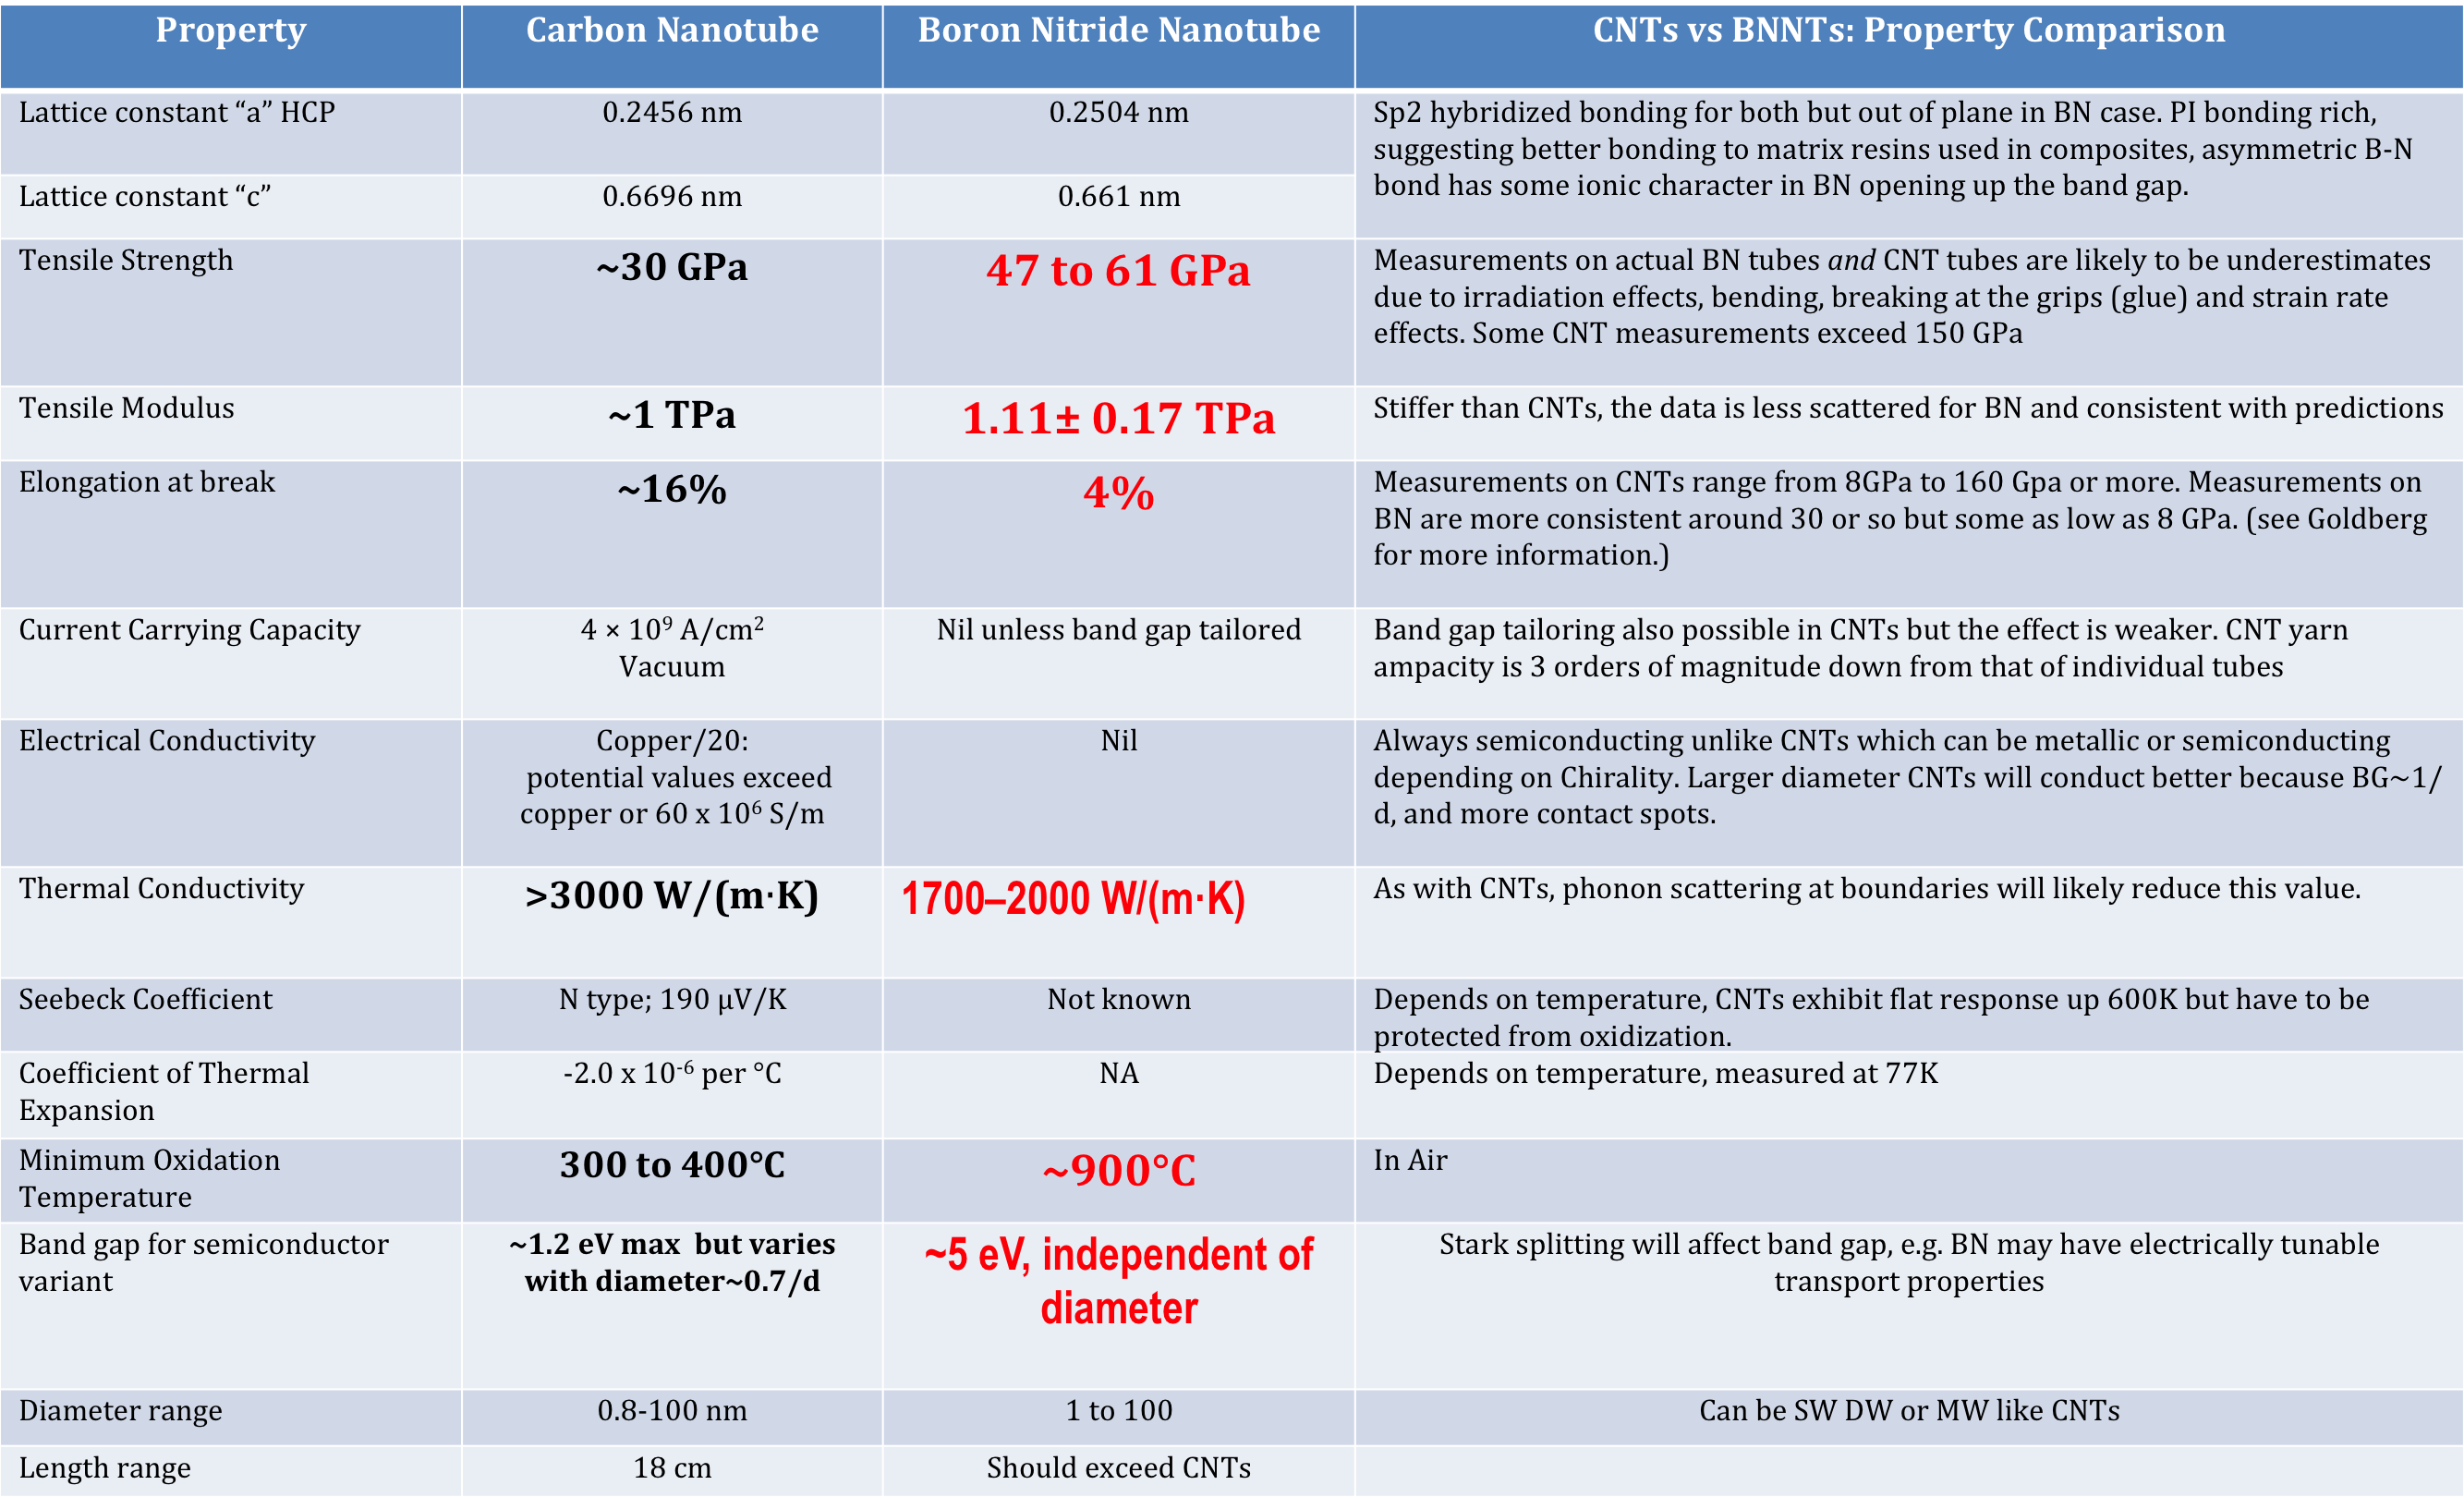 Property
Carbon Nanotube
Boron Nitride Nanotube
CNTs vs BNNTs: Property Comparison
Lattice constant “a” HCP
0.2456 nm
0.2504 nm
Sp2 hybridized bonding for both but out of plane in BN case. PI bonding rich,
suggesting better bonding to matrix resins used in composites, asymmetric B-N
bond has some ionic character in BN opening up the band gap.
Lattice constant “c”
0.6696 nm
0.661 nm
Tensile Strength
~30 GPa
47 to 61 GPa
Measurements on actual BN tubes and CNT tubes are likely to be underestimates
due to irradiation effects, bending, breaking at the grips (glue) and strain rate
effects. Some CNT measurements exceed 150 GPa
Tensile Modulus
~1 TPa
1.11± 0.17 TPa
Stiffer than CNTs, the data is less scattered for BN and consistent with predictions
Elongation at break
~16%
4%
Measurements on CNTs range from 8GPa to 160 Gpa or more. Measurements on
BN are more consistent around 30 or so but some as low as 8 GPa. (see Goldberg
for more information.)
Current Carrying Capacity
4 × 10⁹ A/cm²
Vacuum
Nil unless band gap tailored
Band gap tailoring also possible in CNTs but the effect is weaker. CNT yarn
ampacity is 3 orders of magnitude down from that of individual tubes
Electrical Conductivity
Copper/20:
potential values exceed
copper or 60 x 10⁶ S/m
Nil
Always semiconducting unlike CNTs which can be metallic or semiconducting
depending on Chirality. Larger diameter CNTs will conduct better because BG~1/
d, and more contact spots.
Thermal Conductivity
>3000 W/(m·K)
1700–2000 W/(m·K)
As with CNTs, phonon scattering at boundaries will likely reduce this value.
Seebeck Coefficient
N type; 190 µV/K
Not known
Depends on temperature, CNTs exhibit flat response up 600K but have to be
protected from oxidization.
Coefficient of Thermal
Expansion
-2.0 x 10⁻⁶ per °C
NA
Depends on temperature, measured at 77K
Minimum Oxidation
Temperature
300 to 400°C
~900°C
In Air
Band gap for semiconductor
variant
~1.2 eV max but varies
with diameter~0.7/d
~5 eV, independent of
diameter
Stark splitting will affect band gap, e.g. BN may have electrically tunable
transport properties
Diameter range
0.8-100 nm
1 to 100
Can be SW DW or MW like CNTs
Length range
18 cm
Should exceed CNTs